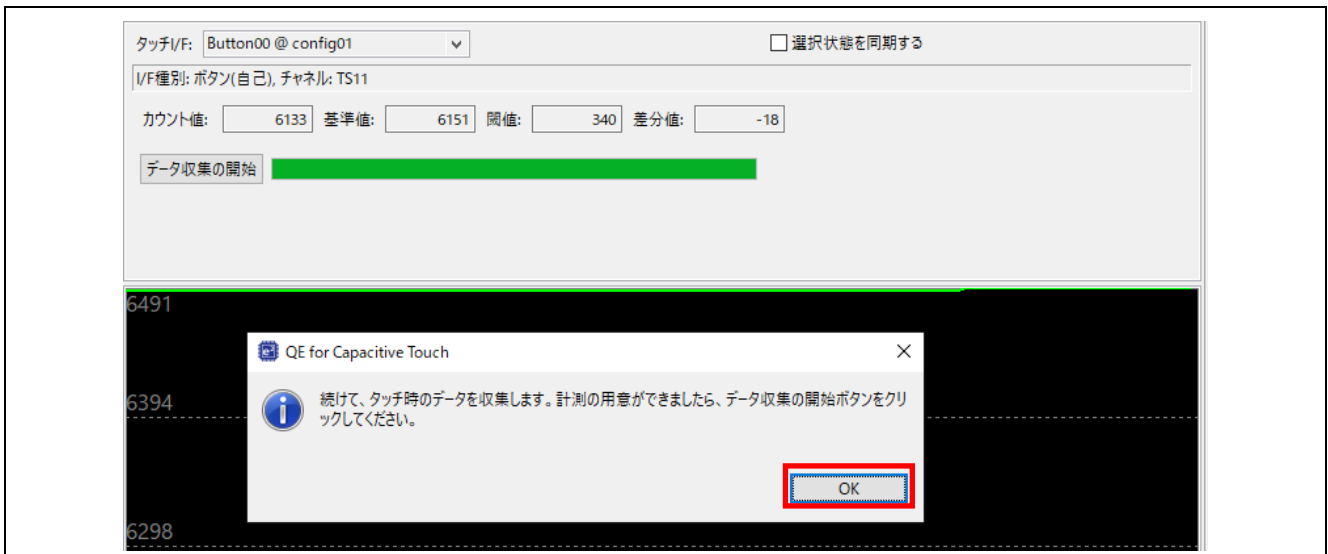 タッチI/F: Button00 @ config01 選択状態を同期する
I/F種別: ボタン(自己), チャネル: TS11
カウント値: 6133 基準値: 6151 閾値: 340 差分値: -18
データ収集の開始
6491
QE for Capacitive Touch
6394
続けて、タッチ時のデータを収集します。計測の用意ができましたら、データ収集の開始ボタンをクリ
ックしてください。
OK
6298